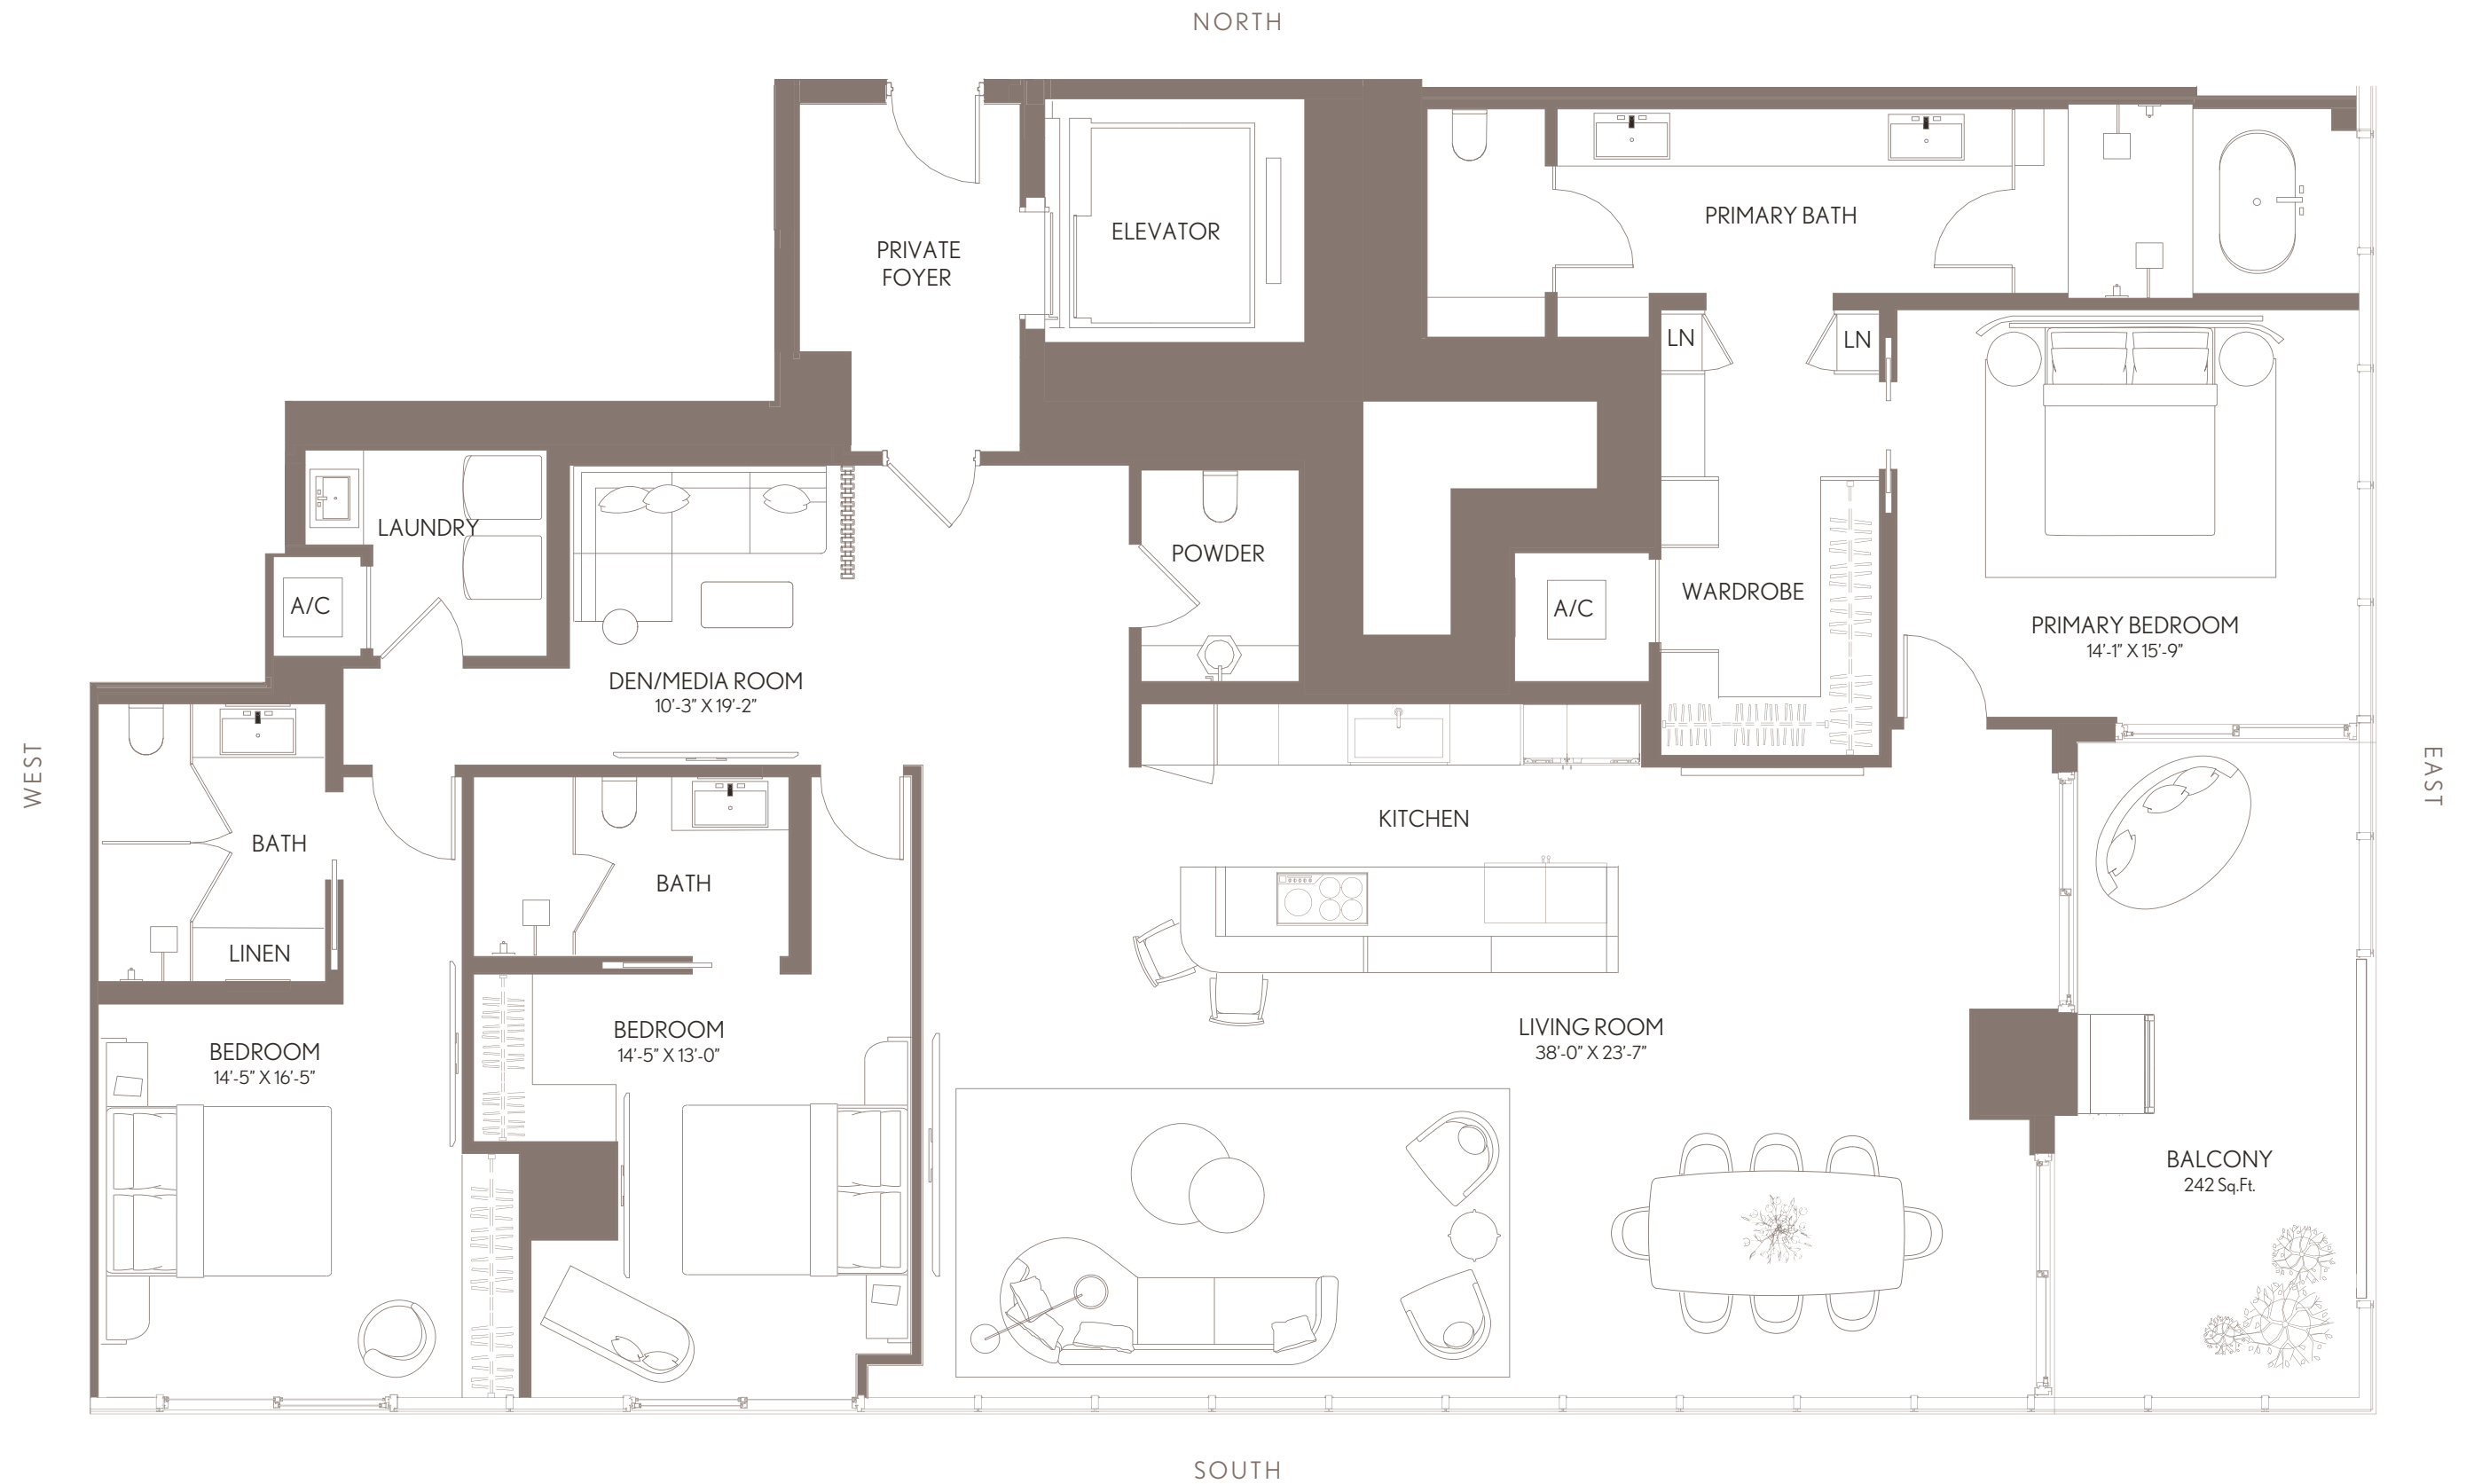 NORTH
PRIVATE
FOYER
ELEVATOR
PRIMARY BATH
LN
LN
LAUNDRY
POWDER
A/C
A/C
WARDROBE
PRIMARY BEDROOM
14'-1" X 15'-9"
DEN/MEDIA ROOM
10'-3" X 19'-2"
WEST
EAST
KITCHEN
BATH
BATH
LINEN
BEDROOM
14'-5" X 16'-5"
BEDROOM
14'-5" X 13'-0"
LIVING ROOM
38'-0" X 23'-7"
BALCONY
242 Sq.Ft.
SOUTH